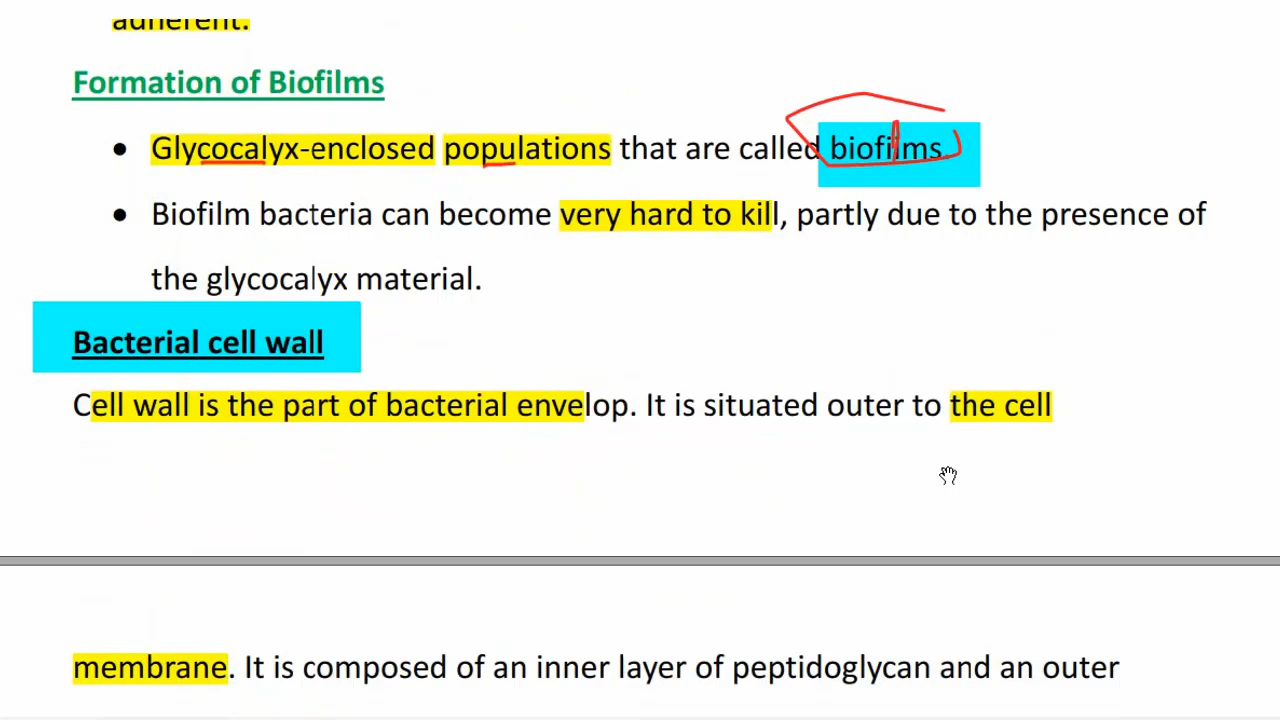 adherent.
Formation of Biofilms
• Glycocalyx-enclosed populations that are called biofilms.
• Biofilm bacteria can become very hard to kill, partly due to the presence of
the glycocalyx material.
Bacterial cell wall
Cell wall is the part of bacterial envelop. It is situated outer to the cell
membrane. It is composed of an inner layer of peptidoglycan and an outer